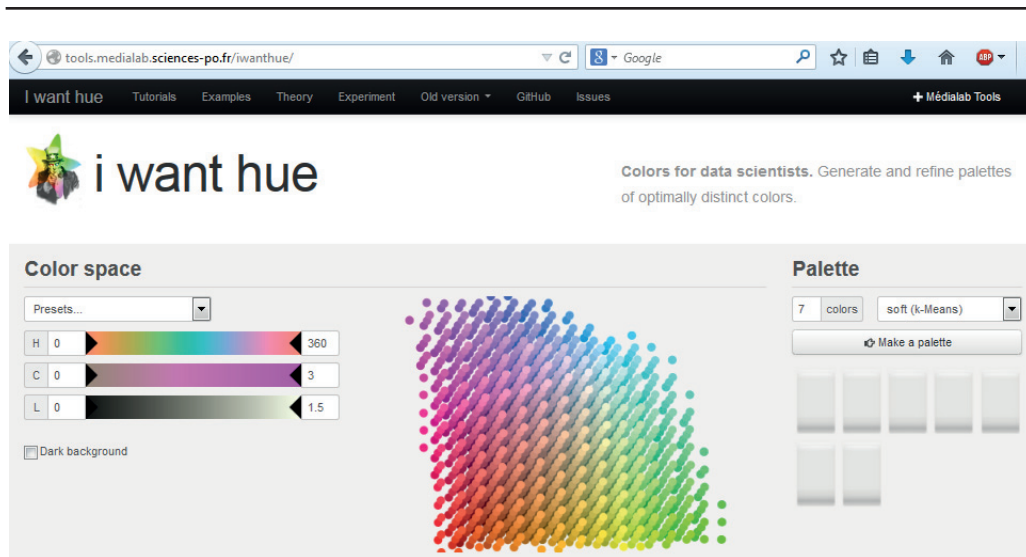 tools.medialab.sciences-po.fr/iwanthue/
8 Google
ABP
I want hue Tutorials Examples Theory Experiment Old version GitHub Issues + Médialab Tools
i want hue
Colors for data scientists. Generate and refine palettes
of optimally distinct colors.
Color space
Palette
Presets...
7 colors soft (k-Means)
H 0 360
Make a palette
C 0 3
L 0 1.5
Dark background